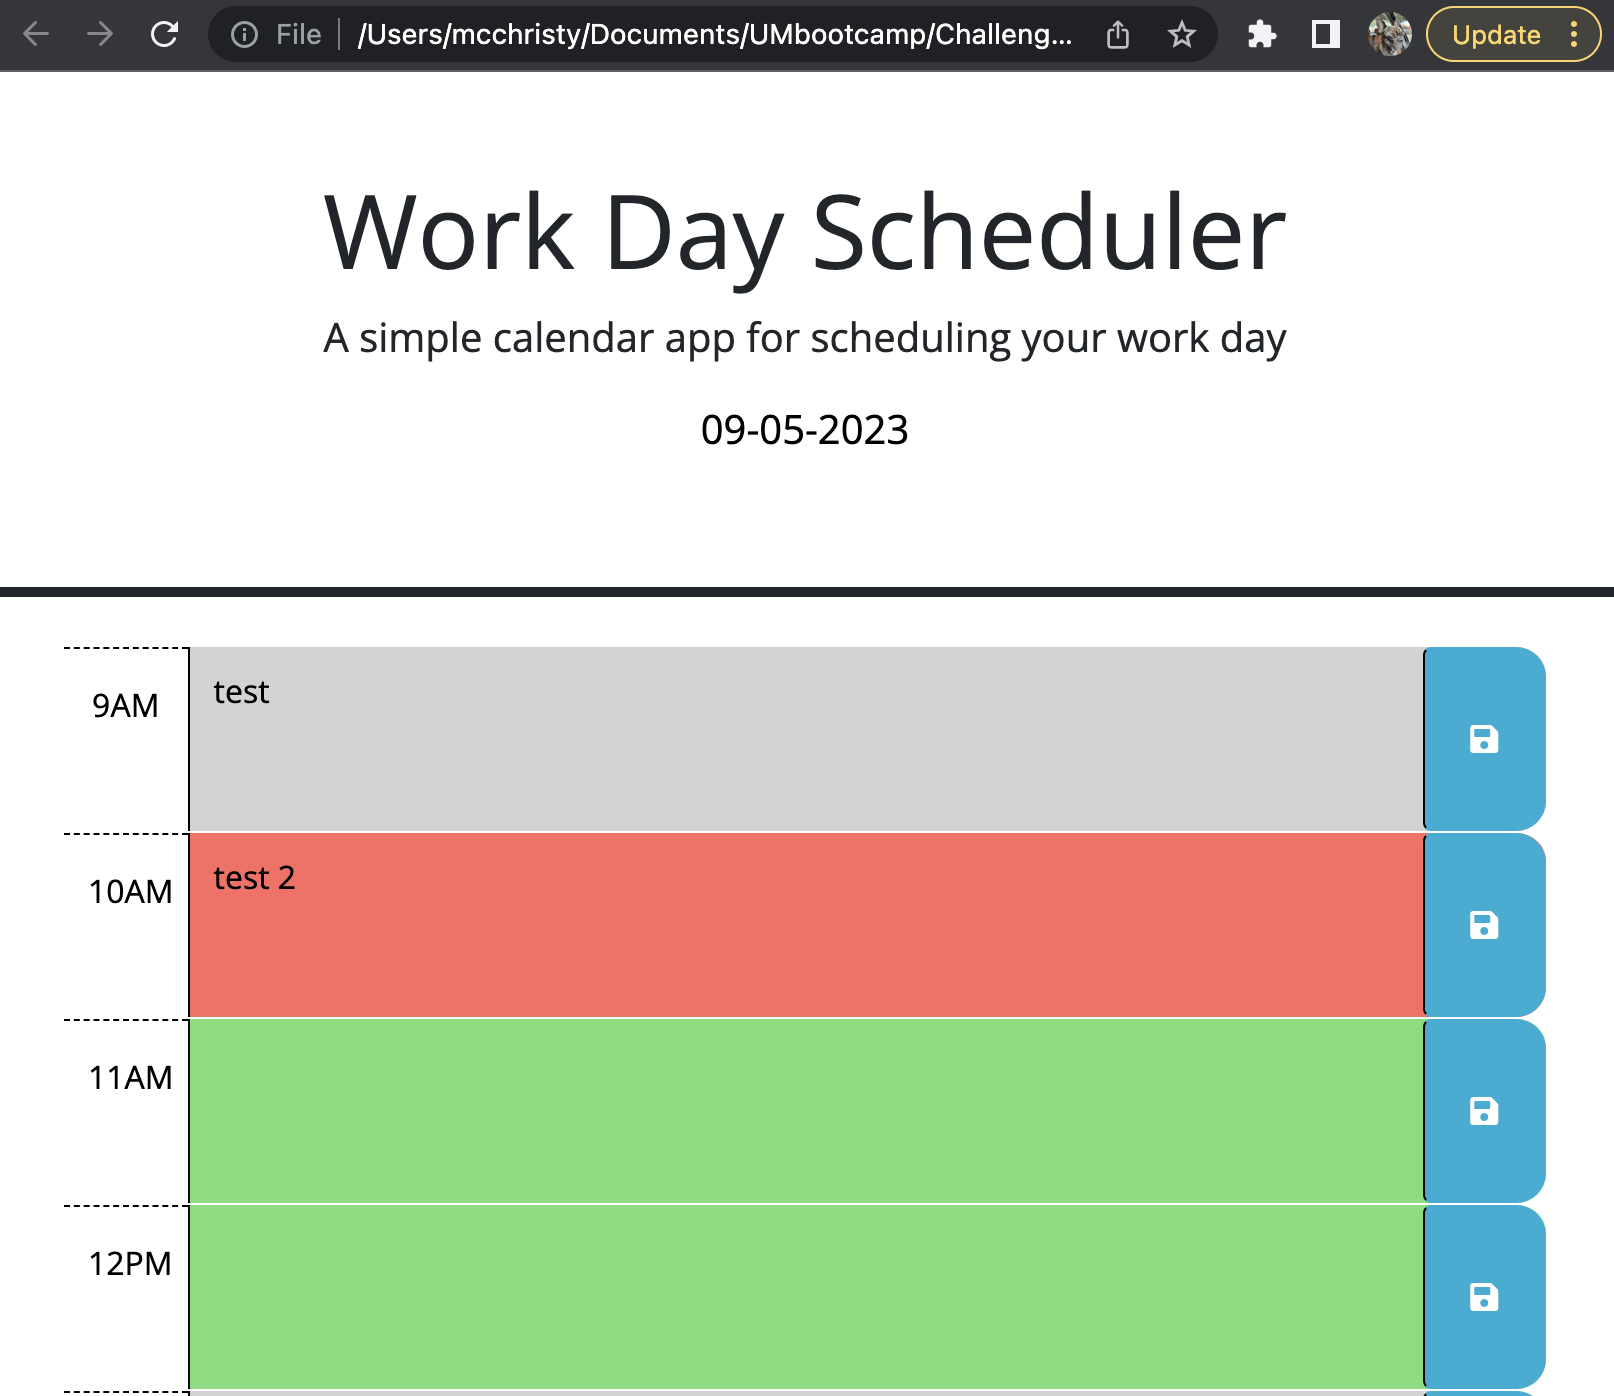 File /Users/mcchristy/Documents/UMbootcamp/Challeng... Update
Work Day Scheduler
A simple calendar app for scheduling your work day
09-05-2023
9AM test
10AM test 2
11AM
12PM